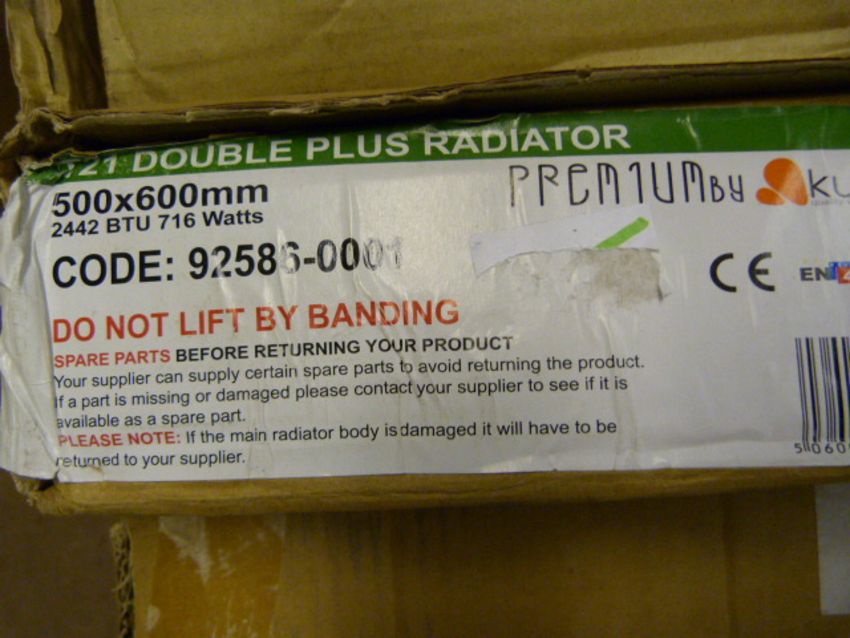 DOUBLE PLUS RADIATOR
500x600mm
2442 BTU 716 Watts
PREMIUM BY
CODE: 92586-0001
CE
DO NOT LIFT BY BANDING
SPARE PARTS BEFORE RETURNING YOUR PRODUCT
Your supplier can supply certain spare parts to avoid returning the product.
If a part is missing or damaged please contact your supplier to see if it is
available as a spare part.
PLEASE NOTE: If the main radiator body is damaged it will have to be
returned to your supplier.